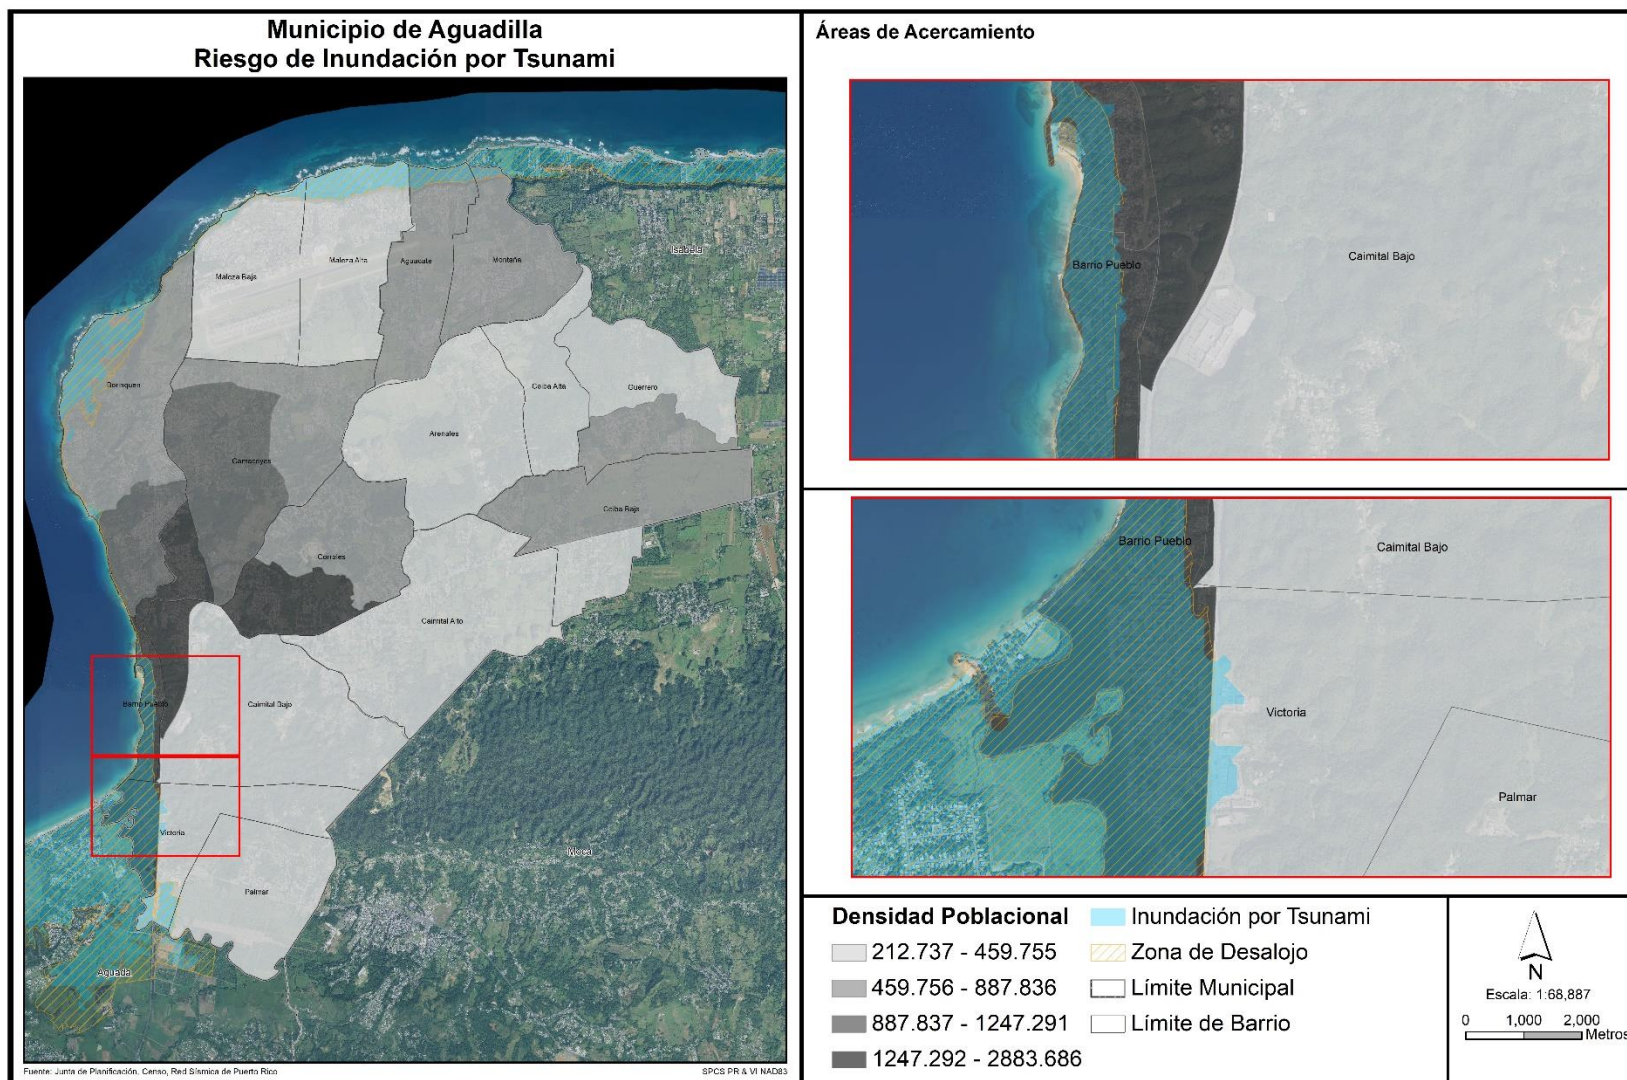 Municipio de Aguadilla
Riesgo de Inundación por Tsunami
Isabela
Maleza Baja
Maleza Alta
Aguacate
Montaña
Borinquen
Ceiba Alta
Guerrero
Arenales
Camaceyes
Ceiba Baja
Corrales
Caimital Alto
Barrio Pueblo
Caimital Bajo
Victoria
Moca
Palmar
Aguada
Fuente: Junta de Planificación, Censo, Red Sísmica de Puerto Rico
SPCS PR & VI NAD83
Áreas de Acercamiento
Barrio Pueblo
Caimital Bajo
Barrio Pueblo
Caimital Bajo
Victoria
Palmar
Densidad Poblacional
212.737 - 459.755
459.756 - 887.836
887.837 - 1247.291
1247.292 - 2883.686
Inundación por Tsunami
Zona de Desalojo
Límite Municipal
Límite de Barrio
N
Escala: 1:68,887
0 1,000 2,000
Metros